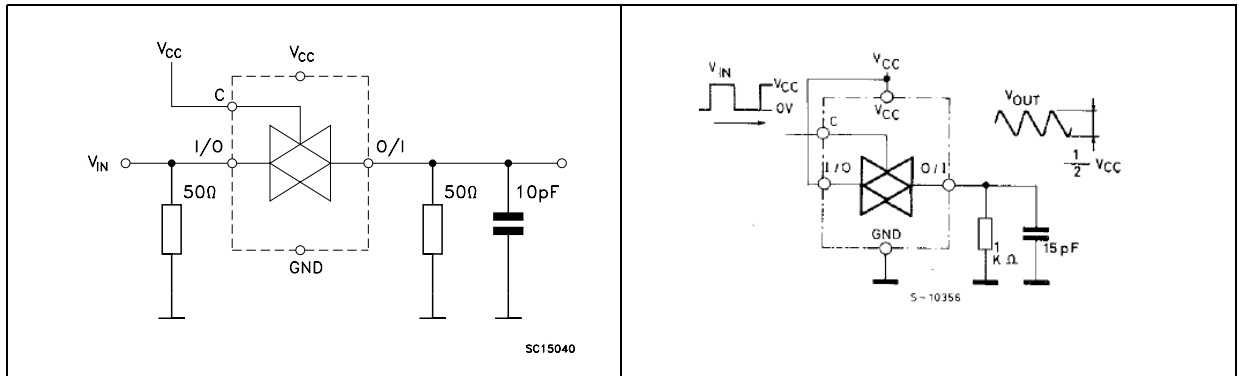 VCC
VCC
C
I/O
O/I
VIN
50Ω
50Ω
10pF
GND
SC15040
VIN
VCC
0V
VCC
VCC
C
I/O
O/I
GND
1
KΩ
15pF
VOUT
1
2 VCC
S-10356